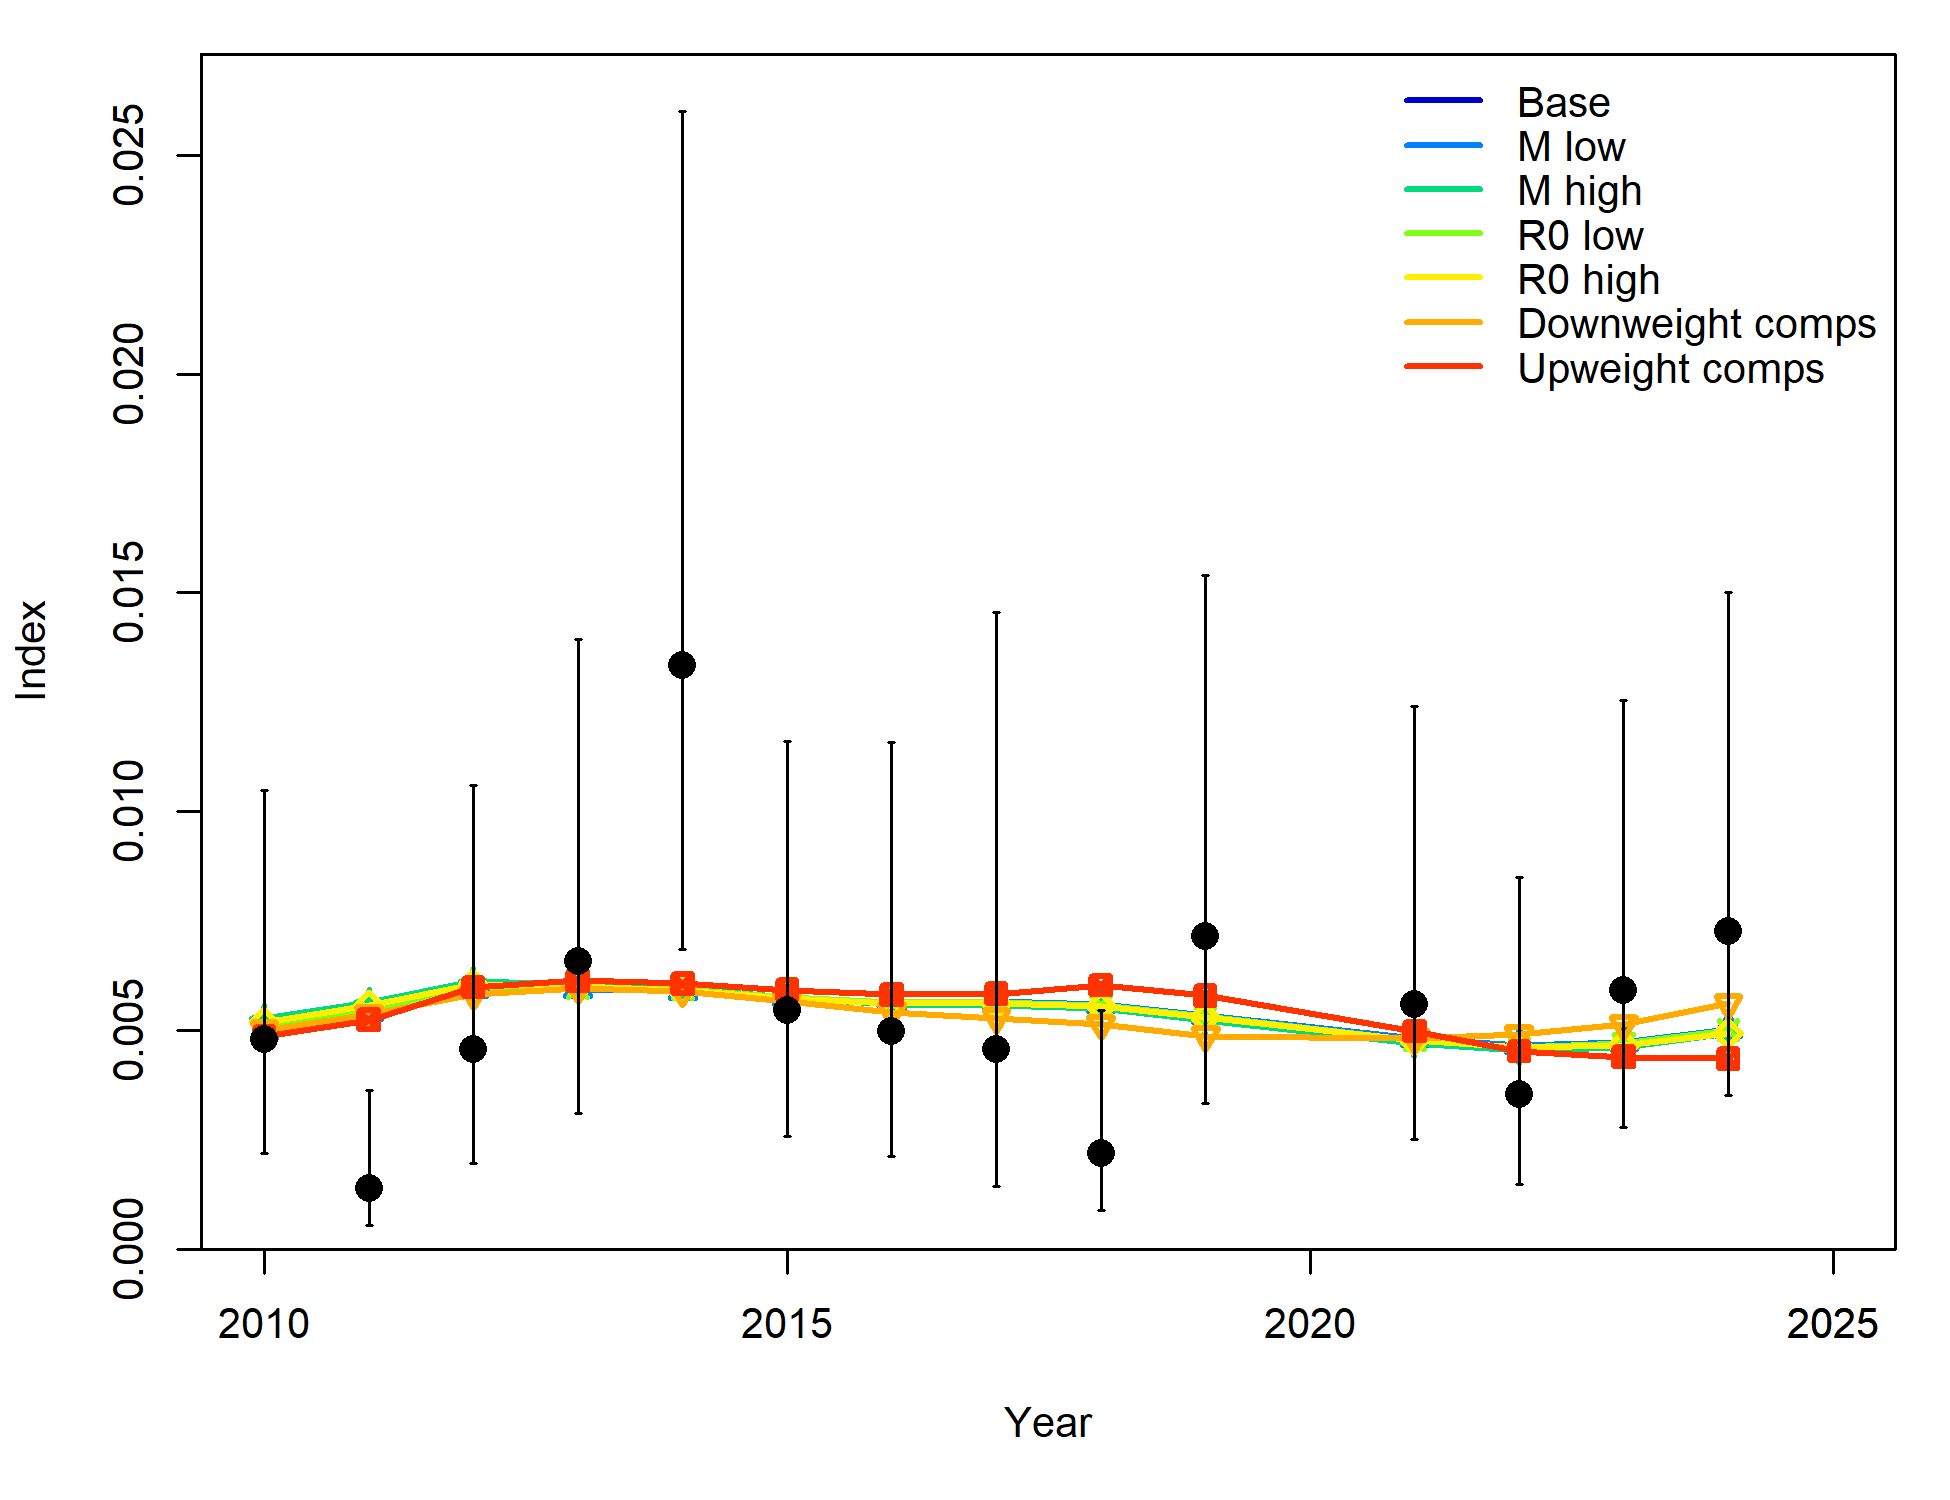 Base
M low
M high
R0 low
R0 high
Downweight comps
Upweight comps
0.025
0.020
0.015
0.010
0.005
0.000
Index
2010 2015 2020 2025
Year